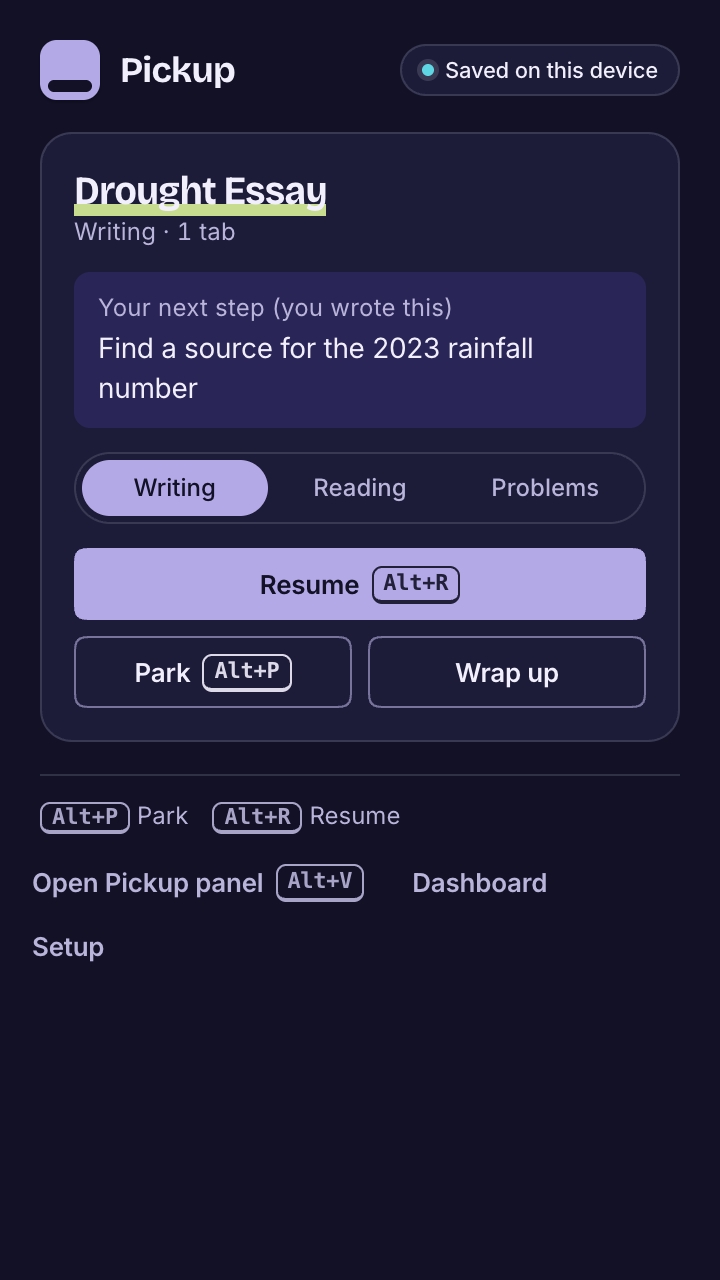 Pickup
Saved on this device
Drought Essay
Writing · 1 tab
Your next step (you wrote this)
Find a source for the 2023 rainfall
number
Writing Reading Problems
Resume Alt+R
Park Alt+P Wrap up
Alt+P Park Alt+R Resume
Open Pickup panel Alt+V Dashboard
Setup